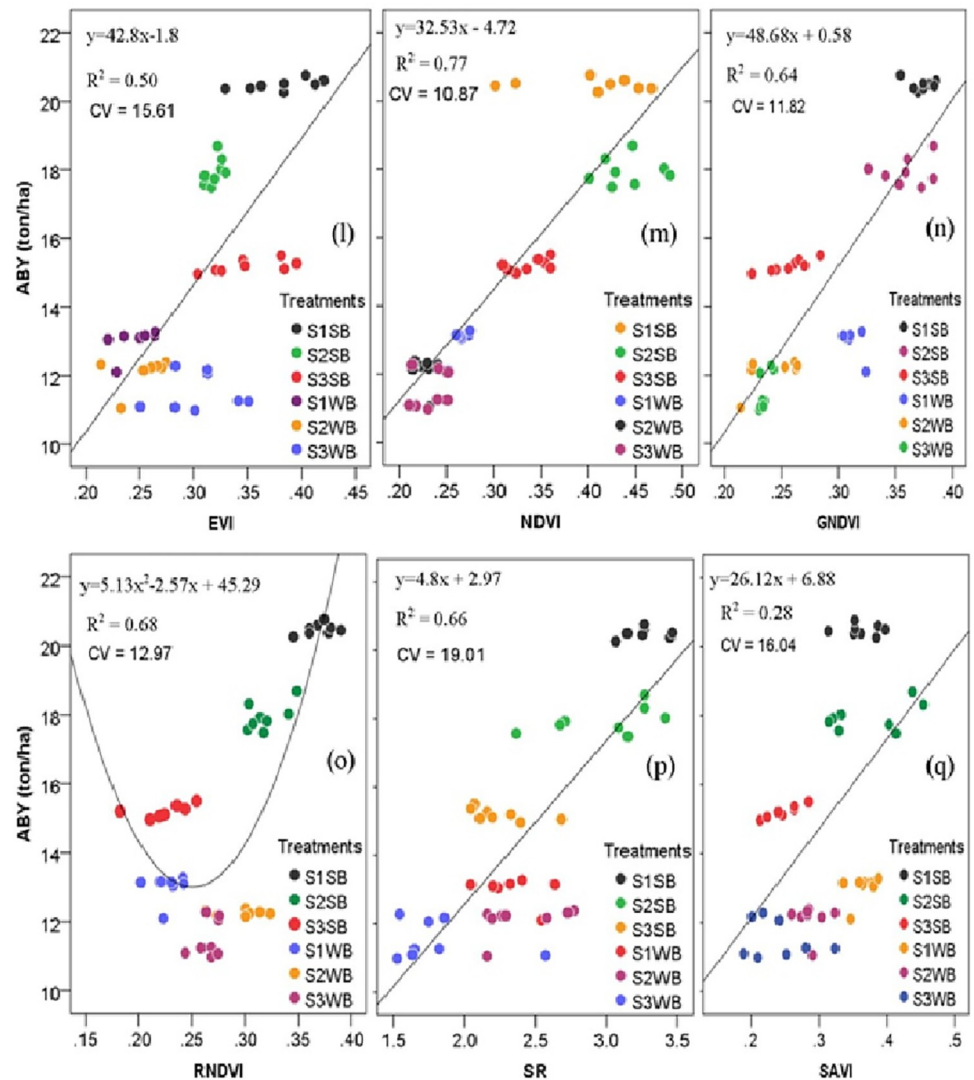 y=42.8x-1.8
R² = 0.50
CV = 15.61
(l)
Treatments
S1SB
S2SB
S3SB
S1WB
S2WB
S3WB
22
20
18
16
14
12
10
ABY (ton/ha)
.20 .25 .30 .35 .40 .45
EVI
y=32.53x - 4.72
R² = 0.77
CV = 10.87
(m)
Treatments
S1SB
S2SB
S3SB
S1WB
S2WB
S3WB
.20 .25 .30 .35 .40 .45 .50
NDVI
y=48.68x + 0.58
R² = 0.64
CV = 11.82
(n)
Treatments
S1SB
S2SB
S3SB
S1WB
S2WB
S3WB
.20 .25 .30 .35 .40
GNDVI
y=5.13x²-2.57x + 45.29
R² = 0.68
CV = 12.97
(o)
Treatments
S1SB
S2SB
S3SB
S1WB
S2WB
S3WB
22
20
18
16
14
12
10
ABY (ton/ha)
.15 .20 .25 .30 .35 .40
RNDVI
y=4.8x + 2.97
R² = 0.66
CV = 19.01
(p)
Treatments
S1SB
S2SB
S3SB
S1WB
S2WB
S3WB
1.5 2.0 2.5 3.0 3.5
SR
y=26.12x + 6.88
R² = 0.28
CV = 16.04
(q)
Treatments
S1SB
S2SB
S3SB
S1WB
S2WB
S3WB
.1 .2 .3 .4 .5
SAVI